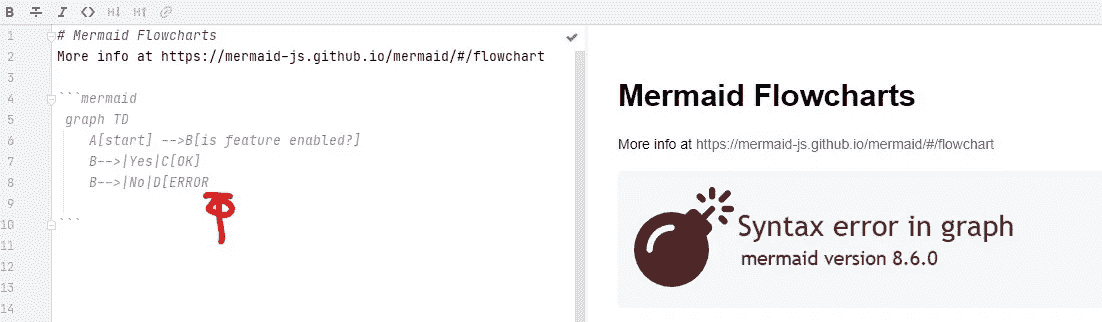 B I <> H↓ H↑
1 # Mermaid Flowcharts
2 More info at https://mermaid-js.github.io/mermaid/#/flowchart
3
4 ```mermaid
5 graph TD
6 A[start] -->B[is feature enabled?]
7 B-->|Yes|C[OK]
8 B-->|No|D[ERROR
9
10 ```
11
12
13
14
Mermaid Flowcharts
More info at https://mermaid-js.github.io/mermaid/#/flowchart
Syntax error in graph
mermaid version 8.6.0